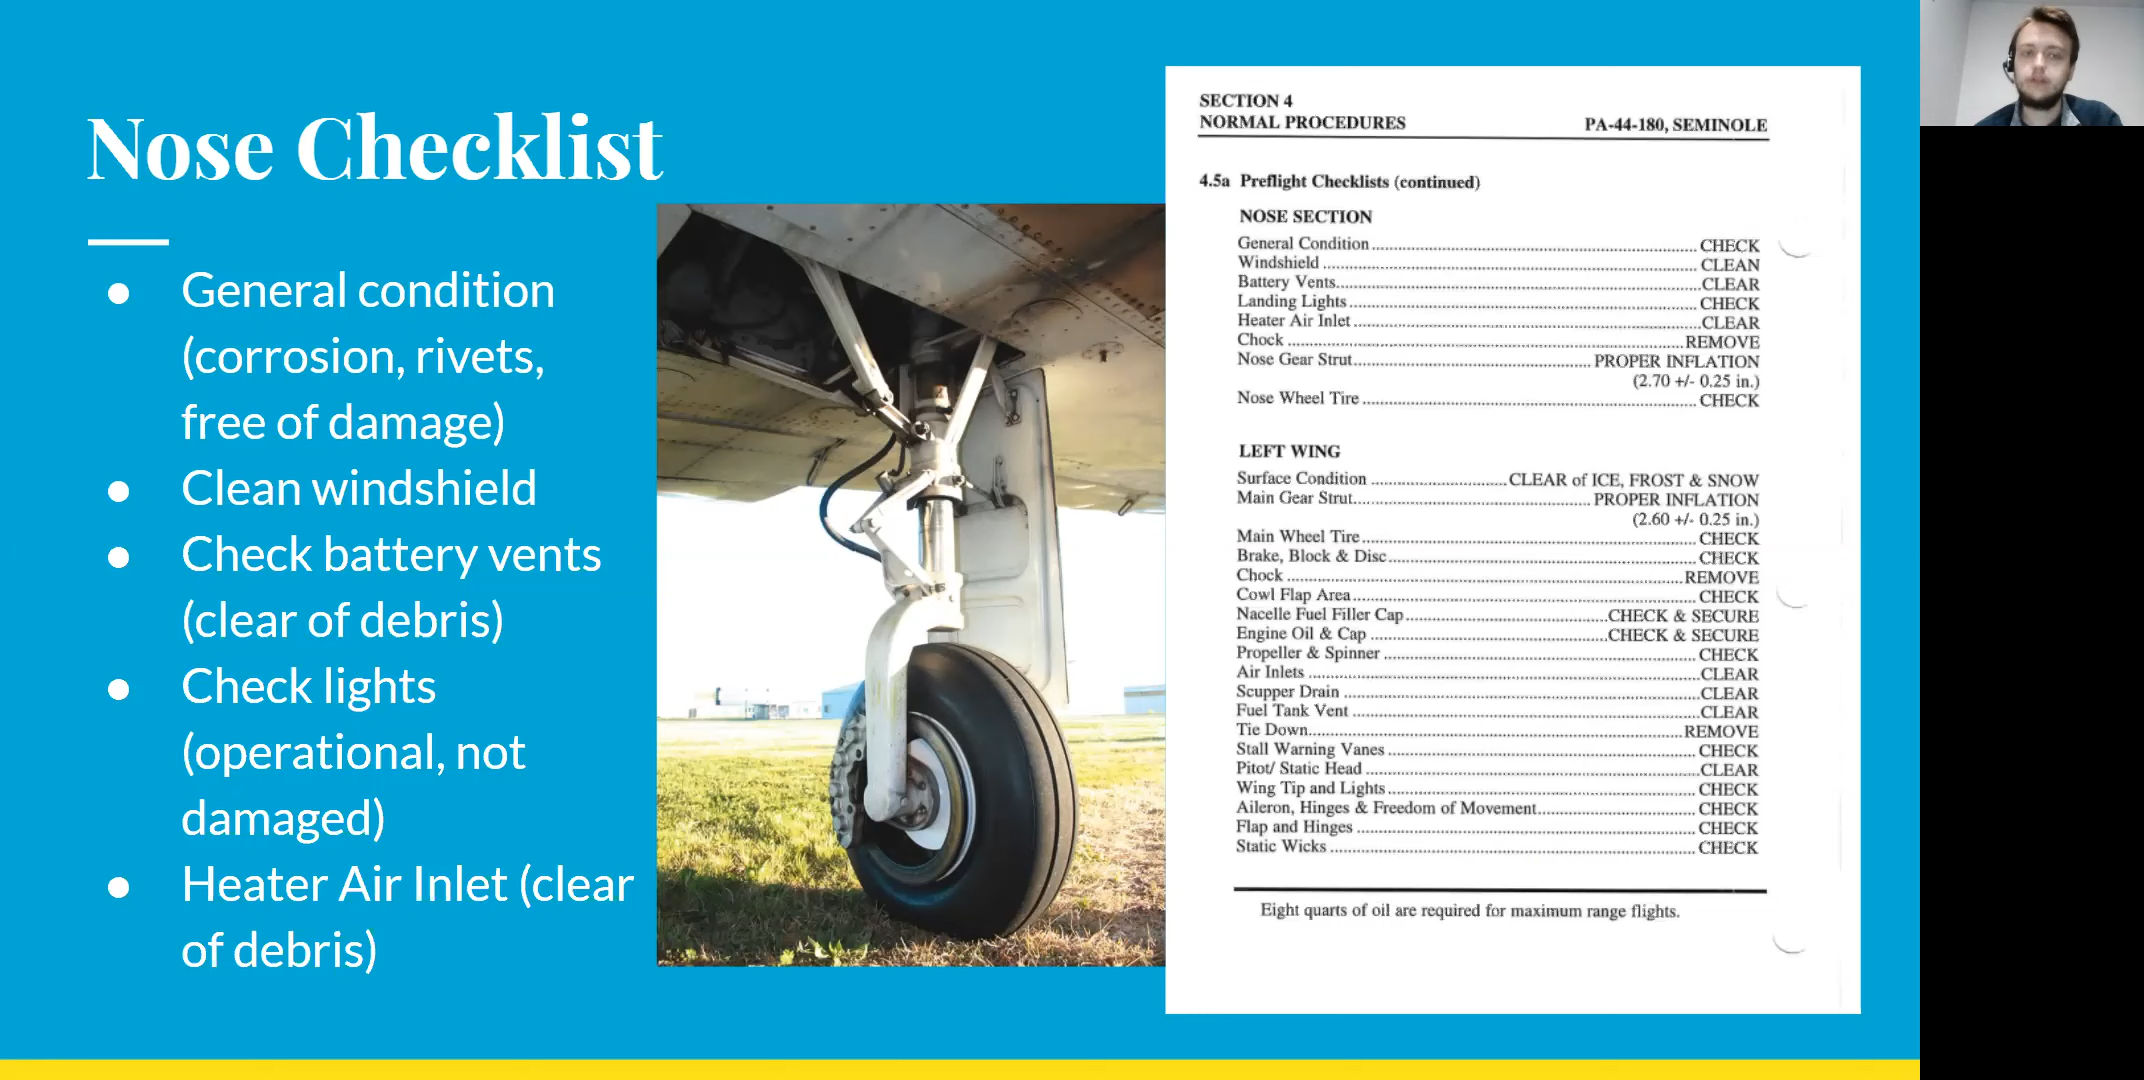 Nose Checklist
● General condition
(corrosion, rivets,
free of damage)
● Clean windshield
● Check battery vents
(clear of debris)
● Check lights
(operational, not
damaged)
● Heater Air Inlet (clear
of debris)
SECTION 4
NORMAL PROCEDURES PA-44-180, SEMINOLE
4.5a Preflight Checklists (continued)
NOSE SECTION
General Condition ... CHECK
Windshield ... CLEAN
Battery Vents... CLEAR
Landing Lights ... CHECK
Heater Air Inlet ... CLEAR
Chock ... REMOVE
Nose Gear Strut... PROPER INFLATION
(2.70 +/- 0.25 in.)
Nose Wheel Tire ... CHECK
LEFT WING
Surface Condition ... CLEAR of ICE, FROST & SNOW
Main Gear Strut... PROPER INFLATION
(2.60 +/- 0.25 in.)
Main Wheel Tire ... CHECK
Brake, Block & Disc... CHECK
Chock ... REMOVE
Cowl Flap Area... CHECK
Nacelle Fuel Filler Cap... CHECK & SECURE
Engine Oil & Cap ... CHECK & SECURE
Propeller & Spinner ... CHECK
Air Inlets ... CLEAR
Scupper Drain ... CLEAR
Fuel Tank Vent ... CLEAR
Tie Down... REMOVE
Stall Warning Vanes ... CHECK
Pitot/ Static Head ... CLEAR
Wing Tip and Lights ... CHECK
Aileron, Hinges & Freedom of Movement... CHECK
Flap and Hinges ... CHECK
Static Wicks ... CHECK
Eight quarts of oil are required for maximum range flights.